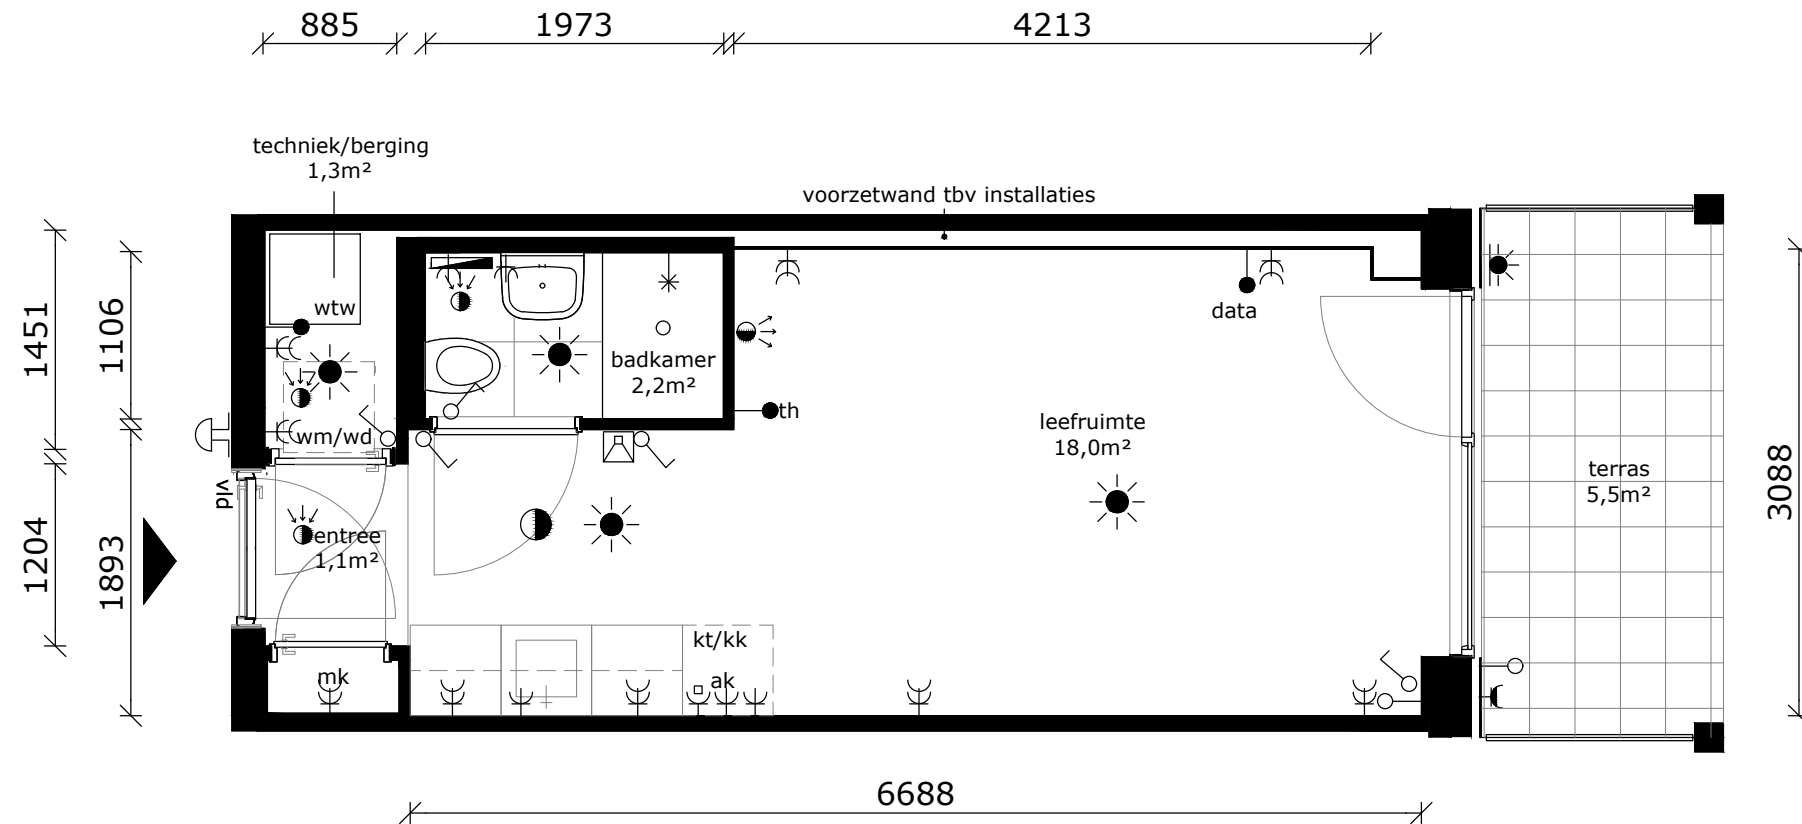 885
1973
4213
techniek/berging
1,3m²
voorzetwand tbv installaties
1451
1106
wtw
data
badkamer
2,2m²
th
leefruimte
18,0m²
wm/wd
terras
5,5m²
3088
vld
entree
1,1m²
1204
1893
kt/kk
mk
ak
6688